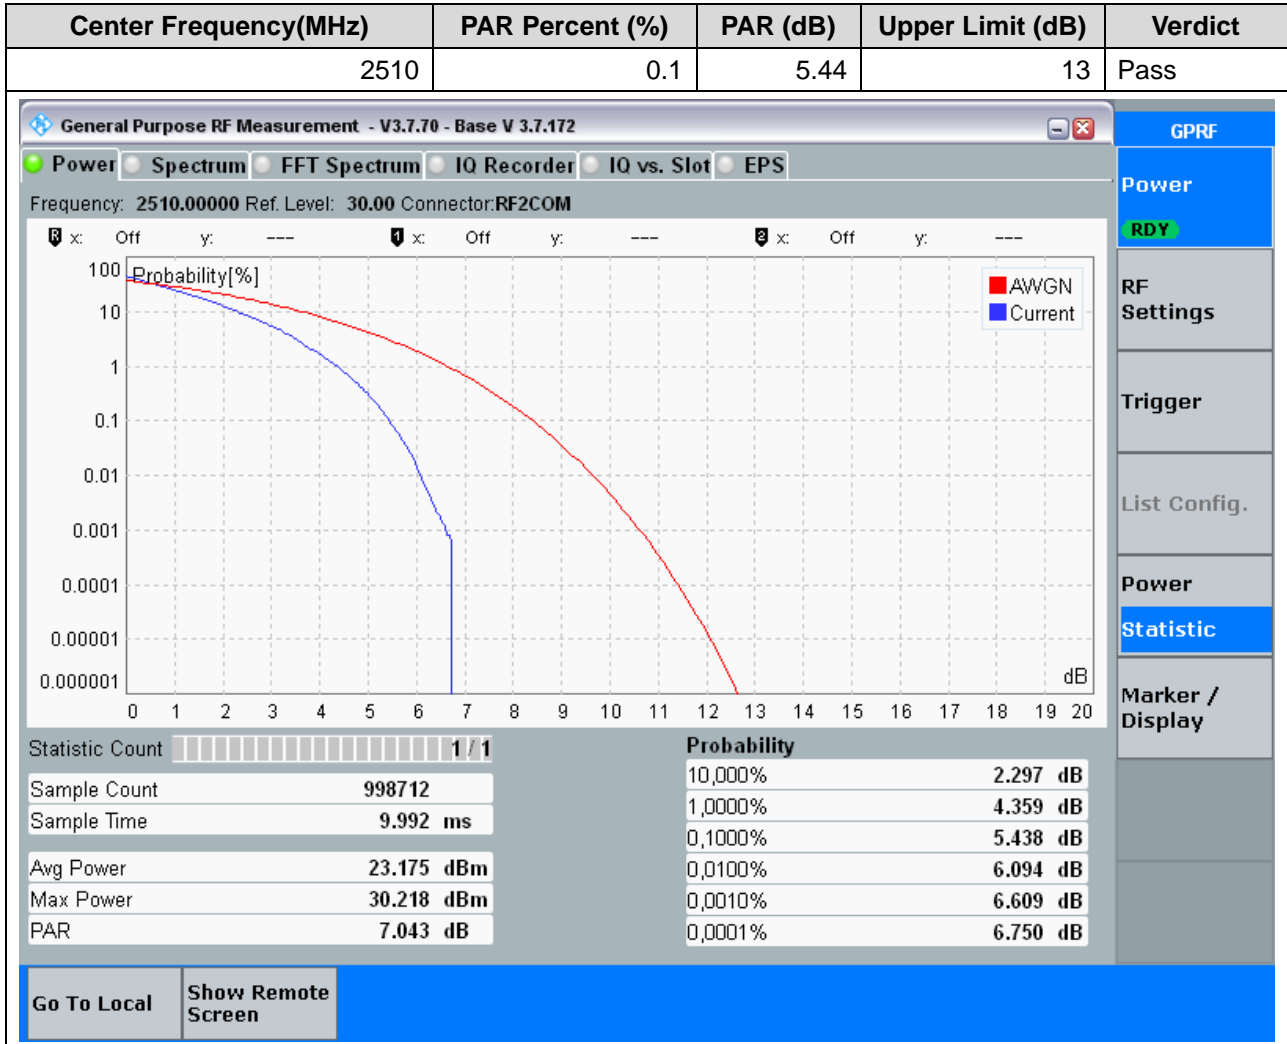 Center Frequency(MHz) PAR Percent (%) PAR (dB) Upper Limit (dB) Verdict
2510 0.1 5.44 13 Pass
General Purpose RF Measurement - V3.7.70 - Base V 3.7.172
GPRF
Power Spectrum FFT Spectrum IQ Recorder IQ vs. Slot EPS
Frequency: 2510.00000 Ref. Level: 30.00 Connector:RF2COM
R x: Off y: --- 1 x: Off y: --- 2 x: Off y: ---
Probability[%]
AWGN
Current
100
10
1
0.1
0.01
0.001
0.0001
0.00001
0.000001
dB
0 1 2 3 4 5 6 7 8 9 10 11 12 13 14 15 16 17 18 19 20
Statistic Count 1 / 1
Sample Count 998712
Sample Time 9.992 ms
Avg Power 23.175 dBm
Max Power 30.218 dBm
PAR 7.043 dB
Probability
10,000% 2.297 dB
1,0000% 4.359 dB
0,1000% 5.438 dB
0,0100% 6.094 dB
0,0010% 6.609 dB
0,0001% 6.750 dB
Power
RDY
RF
Settings
Trigger
List Config.
Power
Statistic
Marker /
Display
Go To Local
Show Remote
Screen